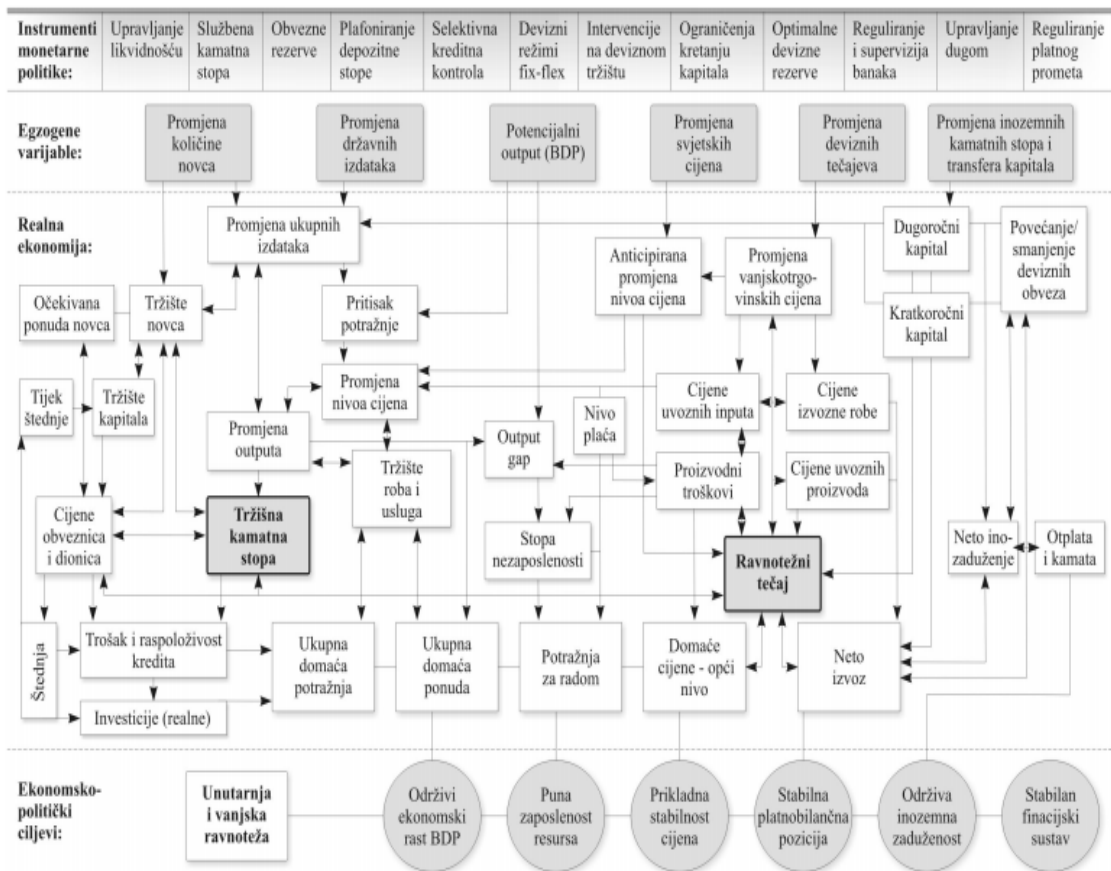 Instrumenti
monetarne
politike:
Upravljanje
likvidnošću
Službena
kamatna
stopa
Obvezne
rezerve
Plafoniranje
depozitne
stope
Selektivna
kreditna
kontrola
Devizni
režimi
fix-flex
Intervencije
na deviznom
tržištu
Ograničenja
kretanju
kapitala
Optimalne
devizne
rezerve
Reguliranje
i supervizija
banaka
Upravljanje
dugom
Reguliranje
platnog
prometa
Egzogene
varijable:
Promjena
količine
novca
Promjena
državnih
izdataka
Potencijalni
output (BDP)
Promjena
svjetskih
cijena
Promjena
deviznih
tečajeva
Promjena inozemnih
kamatnih stopa i
transfera kapitala
Realna
ekonomija:
Promjena ukupnih
izdataka
Anticipirana
promjena
nivoa cijena
Promjena
vanjskotrgo-
vinskih cijena
Dugoročni
kapital
Povećanje/
smanjenje
deviznih
obveza
Očekivana
ponuda novca
Tržište
novca
Pritisak
potražnje
Kratkoročni
kapital
Tijek
štednje
Tržište
kapitala
Promjena
nivoa cijena
Nivo
plaća
Cijene
uvoznih inputa
Cijene
izvozne robe
Promjena
outputa
Output
gap
Tržište
roba i
usluga
Proizvodni
troškovi
Cijene uvoznih
proizvoda
Cijene
obveznica
i dionica
Tržišna
kamatna
stopa
Stopa
nezaposlenosti
Ravnotežni
tečaj
Neto ino-
zaduženje
Otplata
i kamata
Štednja
Trošak i raspoloživost
kredita
Investicije (realne)
Ukupna
domaća
potražnja
Ukupna
domaća
ponuda
Potražnja
za radom
Domaće
cijene - opći
nivo
Neto
izvoz
Ekonomsko-
politički
ciljevi:
Unutarnja
i vanjska
ravnoteža
Održivi
ekonomski
rast BDP
Puna
zaposlenost
resursa
Prikladna
stabilnost
cijena
Stabilna
platnobilančna
pozicija
Održiva
inozemna
zaduženost
Stabilan
finacijski
sustav